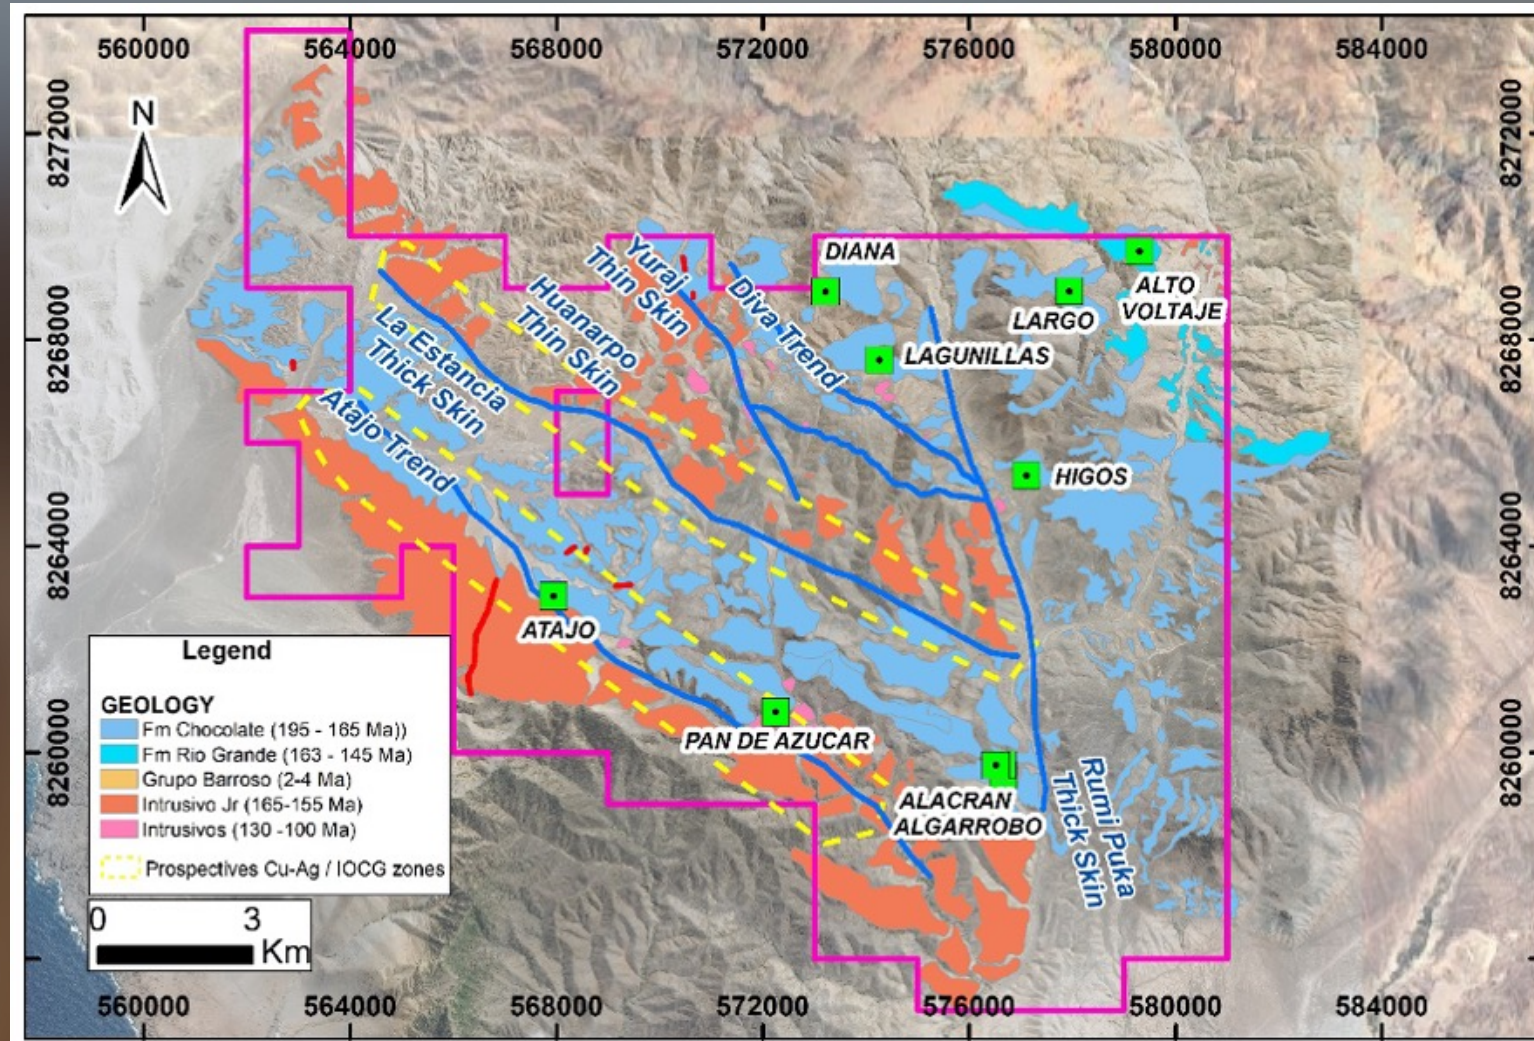 560000 564000 568000 572000 576000 580000 584000
8272000
8272000
N
DIANA
ALTO
VOLTAJE
LARGO
Yuraj
Thin Skin
Diva Trend
Huanarpo
Thin Skin
8268000
8268000
LAGUNILLAS
La Estancia
Thick Skin
Atajo Trend
HIGOS
8264000
8264000
ATAJO
Legend
GEOLOGY
Fm Chocolate (195 - 165 Ma))
Fm Rio Grande (163 - 145 Ma)
Grupo Barroso (2-4 Ma)
Intrusivo Jr (165-155 Ma)
Intrusivos (130 -100 Ma)
Prospectives Cu-Ag / IOCG zones
8260000
8260000
PAN DE AZUCAR
ALACRAN
ALGARROBO
Rumi Puka
Thick Skin
0 3
Km
560000 564000 568000 572000 576000 580000 584000